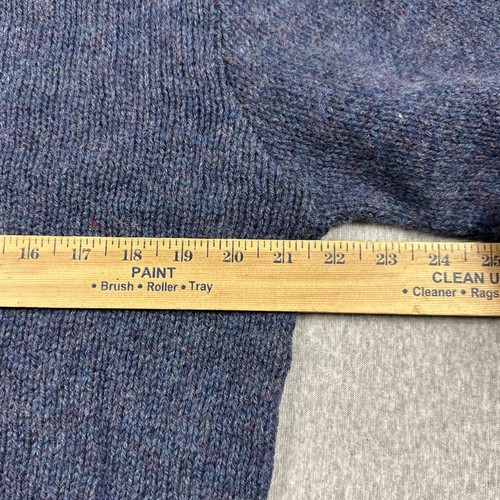 16 17 18 19 20 21 22 23 24 25
PAINT
• Brush • Roller • Tray
CLEAN U
• Cleaner • Rags